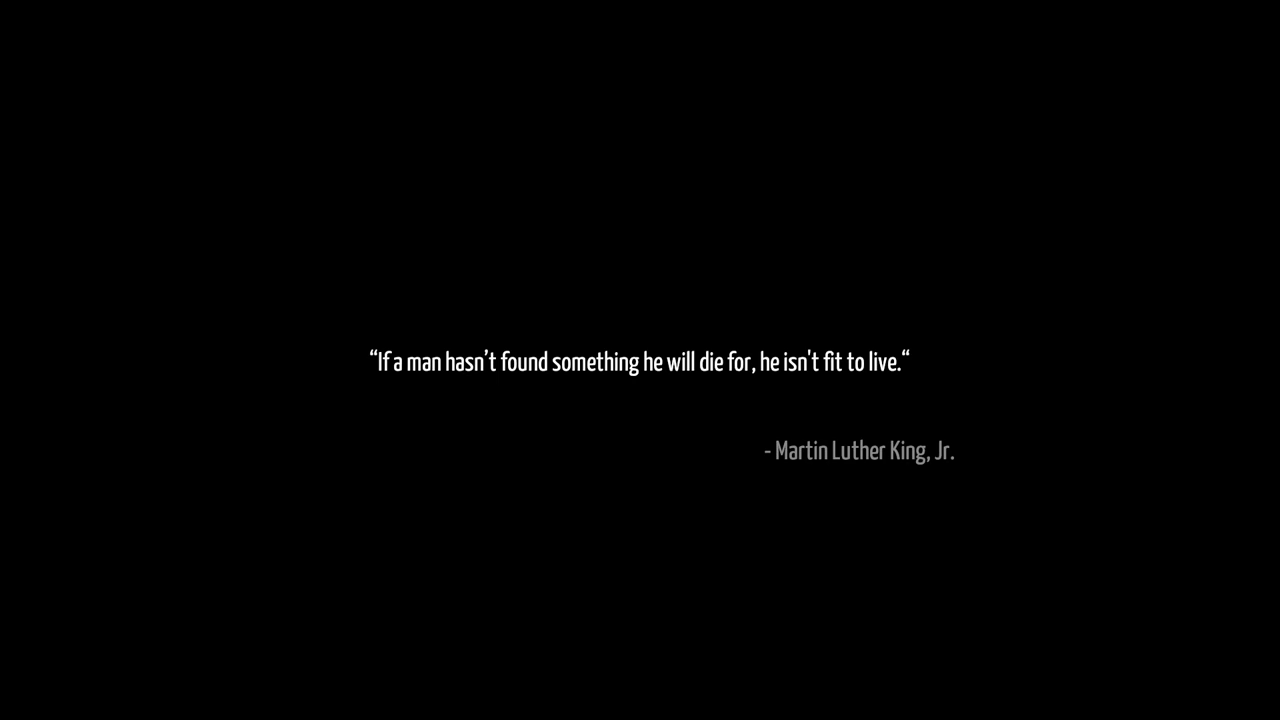 “If a man hasn’t found something he will die for, he isn't fit to live.“
- Martin Luther King, Jr.